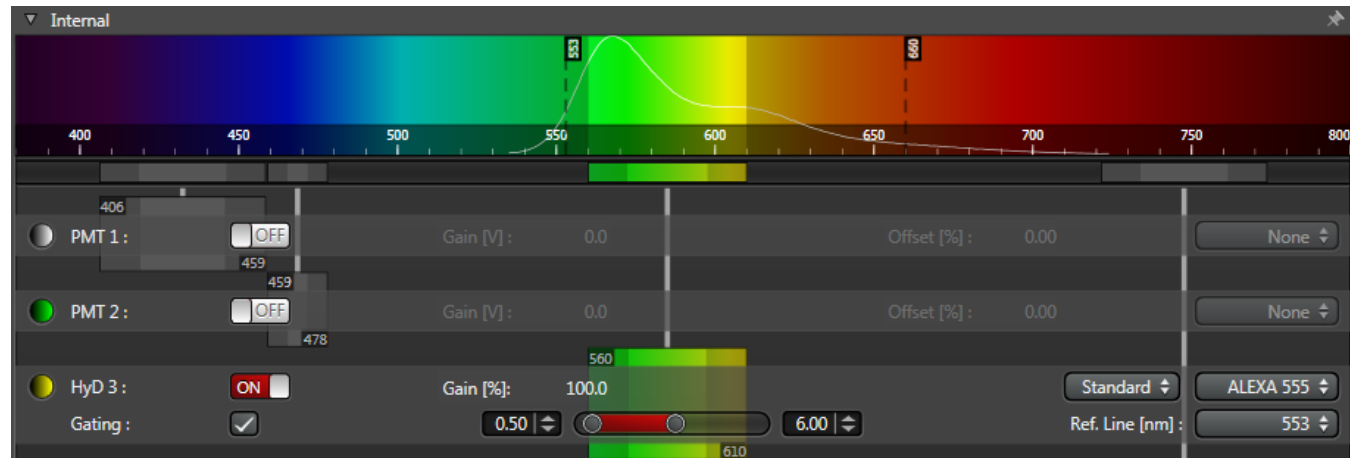 Internal
553 660
400 450 500 550 600 650 700 750 800
406
PMT 1 : OFF Gain [V] : 0.0 Offset [%] : 0.00 None
459
459
PMT 2 : OFF Gain [V] : 0.0 Offset [%] : 0.00 None
478
560
HyD 3 : ON Gain [%]: 100.0 Standard ALEXA 555
Gating : 0.50 6.00 Ref. Line [nm] : 553
610